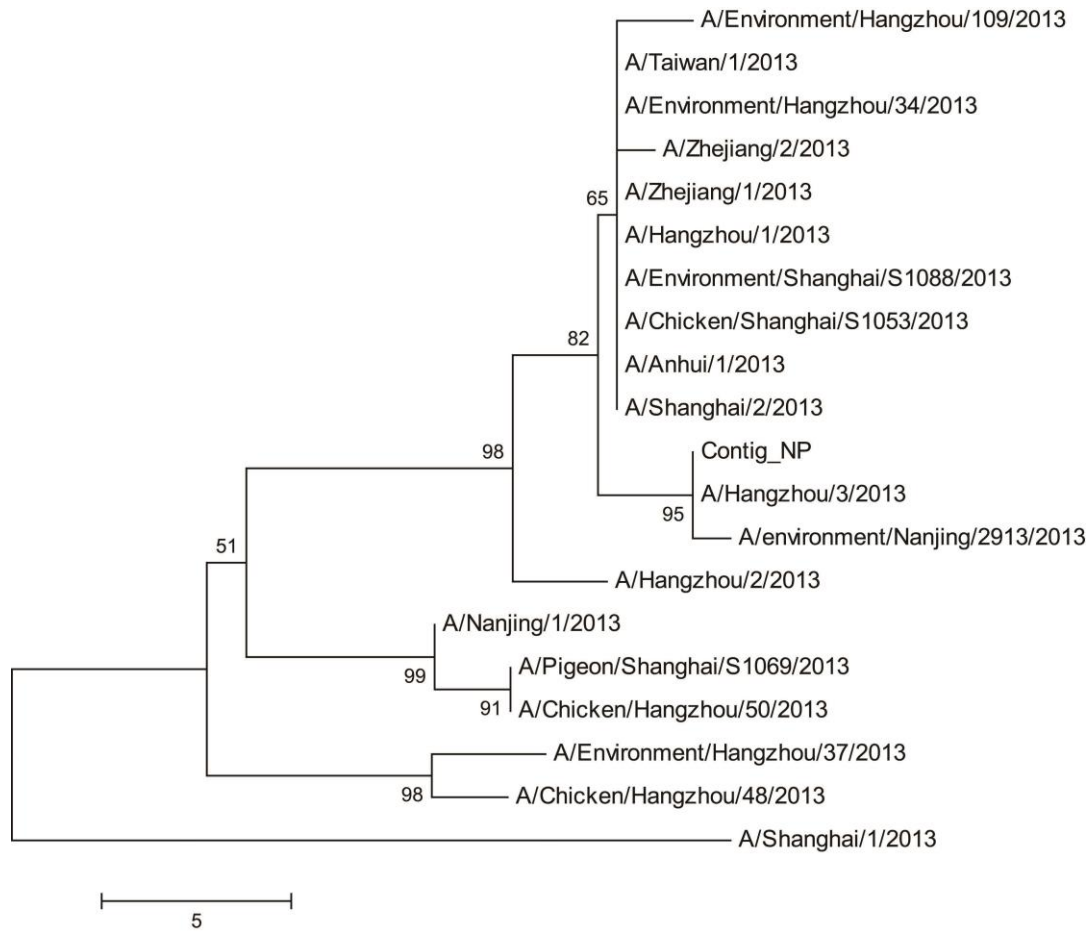 A/Environment/Hangzhou/109/2013
A/Taiwan/1/2013
A/Environment/Hangzhou/34/2013
A/Zhejiang/2/2013
65
A/Zhejiang/1/2013
A/Hangzhou/1/2013
A/Environment/Shanghai/S1088/2013
A/Chicken/Shanghai/S1053/2013
82
A/Anhui/1/2013
A/Shanghai/2/2013
98
Contig_NP
A/Hangzhou/3/2013
95
A/environment/Nanjing/2913/2013
51
A/Hangzhou/2/2013
A/Nanjing/1/2013
99
A/Pigeon/Shanghai/S1069/2013
91
A/Chicken/Hangzhou/50/2013
A/Environment/Hangzhou/37/2013
98
A/Chicken/Hangzhou/48/2013
A/Shanghai/1/2013
5